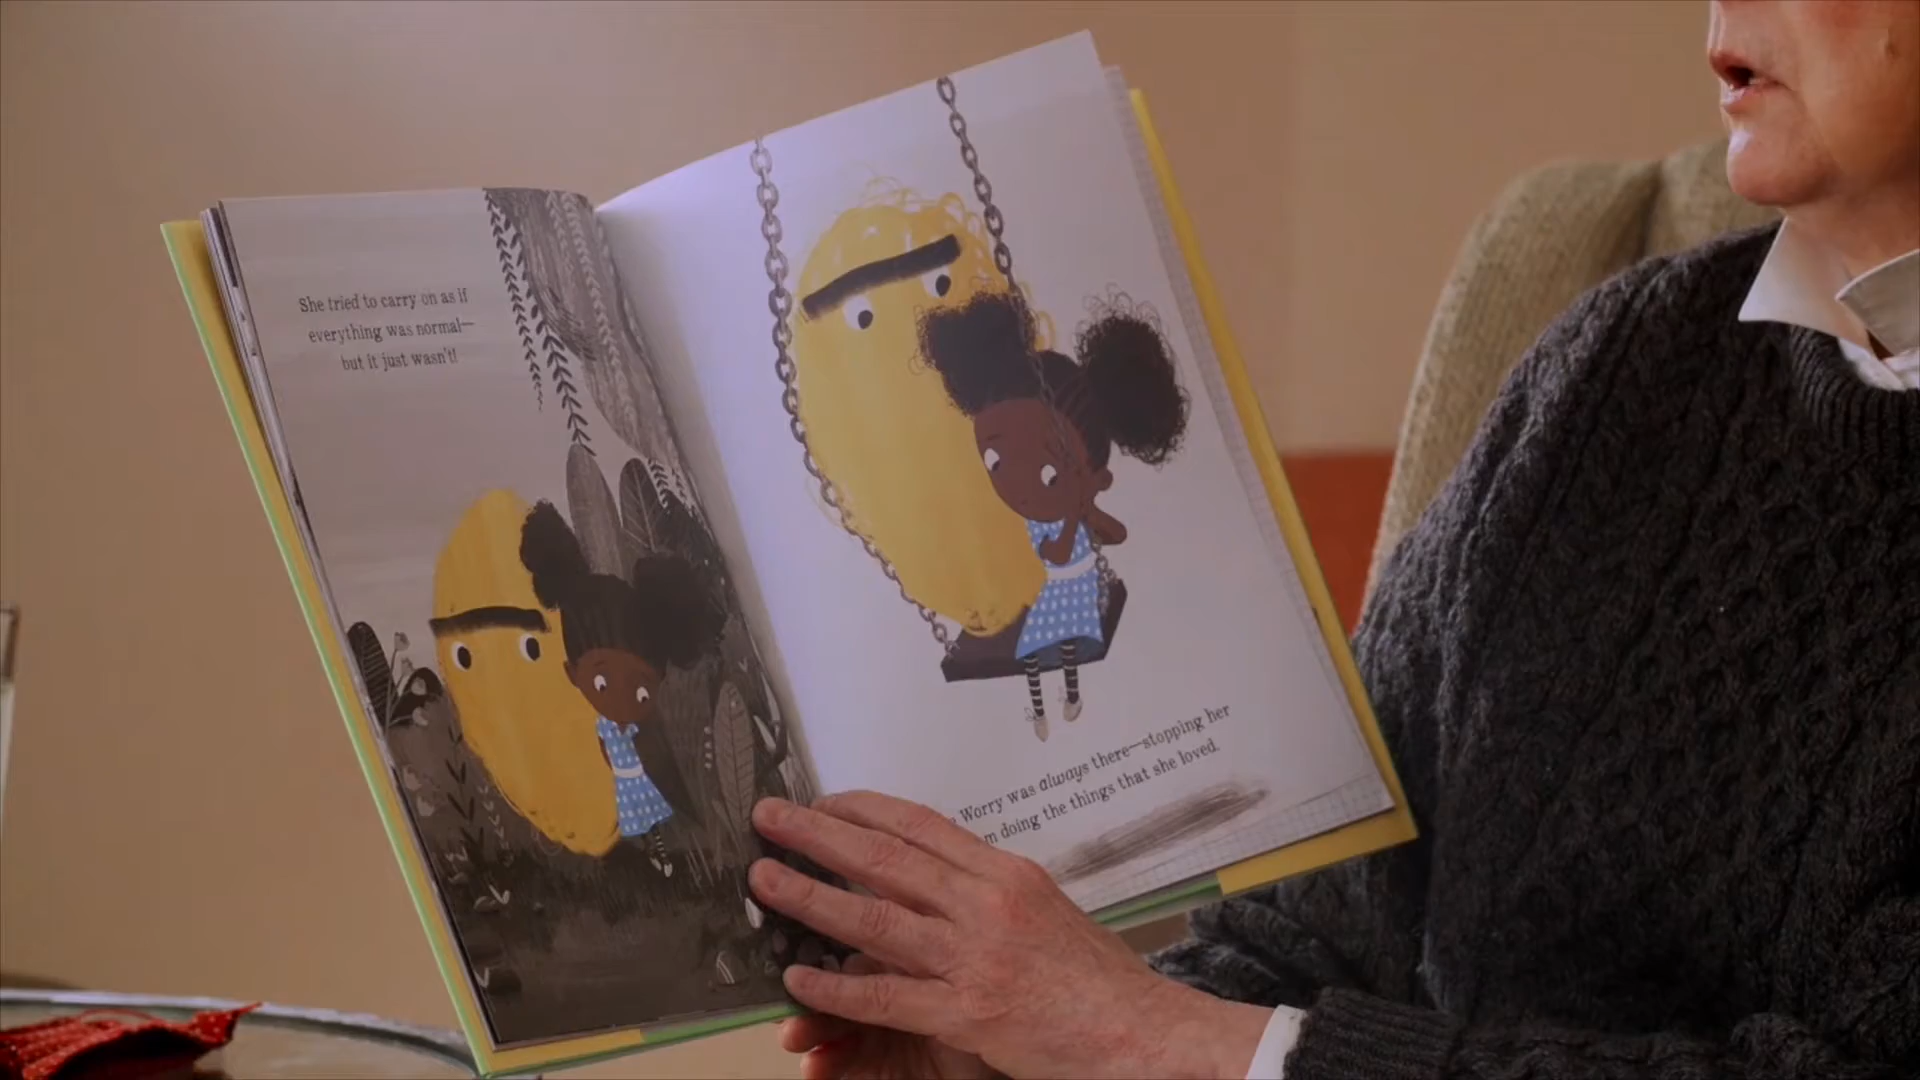 She tried to carry on as if
everything was normal—
but it just wasn't!
Worry was always there—stopping her
doing the things that she loved.